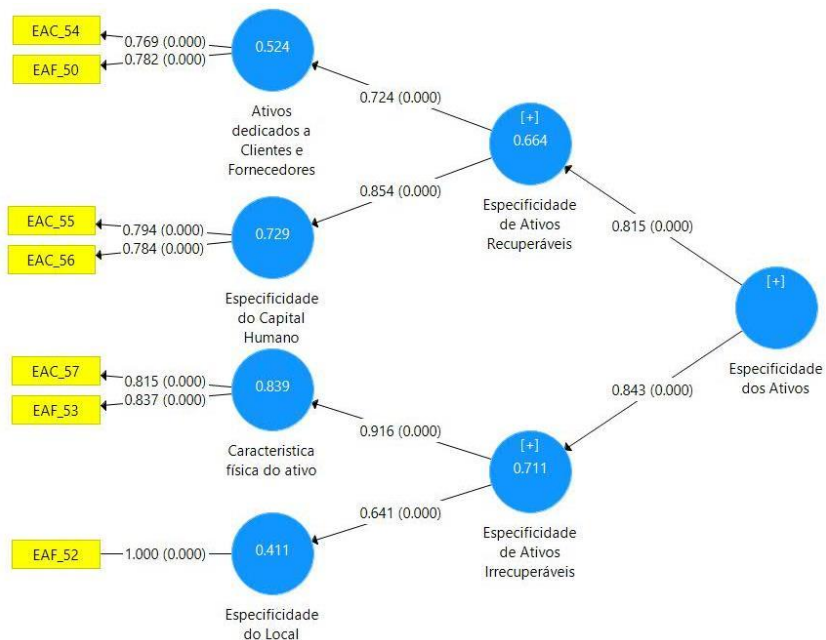 EAC_54
0.769 (0.000)
EAF_50
0.782 (0.000)
0.524
Ativos
dedicados a
Clientes e
Fornecedores
0.724 (0.000)
[+]
0.664
Especificidade
de Ativos
Recuperáveis
0.854 (0.000)
EAC_55
0.794 (0.000)
EAC_56
0.784 (0.000)
0.729
Especificidade
do Capital
Humano
0.815 (0.000)
[+]
Especificidade
dos Ativos
EAC_57
0.815 (0.000)
EAF_53
0.837 (0.000)
0.839
Caracteristica
física do ativo
0.916 (0.000)
0.843 (0.000)
[+]
0.711
Especificidade
de Ativos
Irrecuperáveis
0.641 (0.000)
EAF_52
1.000 (0.000)
0.411
Especificidade
do Local